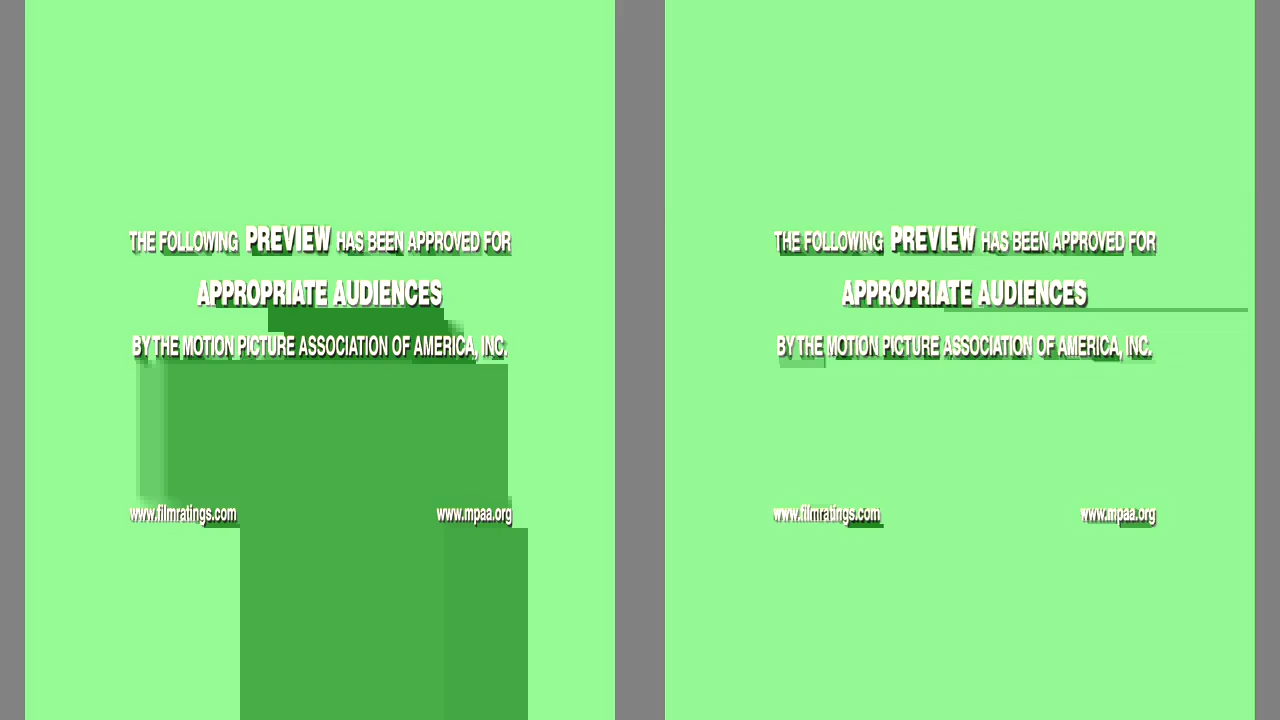 THE FOLLOWING PREVIEW HAS BEEN APPROVED FOR
APPROPRIATE AUDIENCES
BY THE MOTION PICTURE ASSOCIATION OF AMERICA, INC.
www.filmratings.com
www.mpaa.org
THE FOLLOWING PREVIEW HAS BEEN APPROVED FOR
APPROPRIATE AUDIENCES
BY THE MOTION PICTURE ASSOCIATION OF AMERICA, INC.
www.filmratings.com
www.mpaa.org